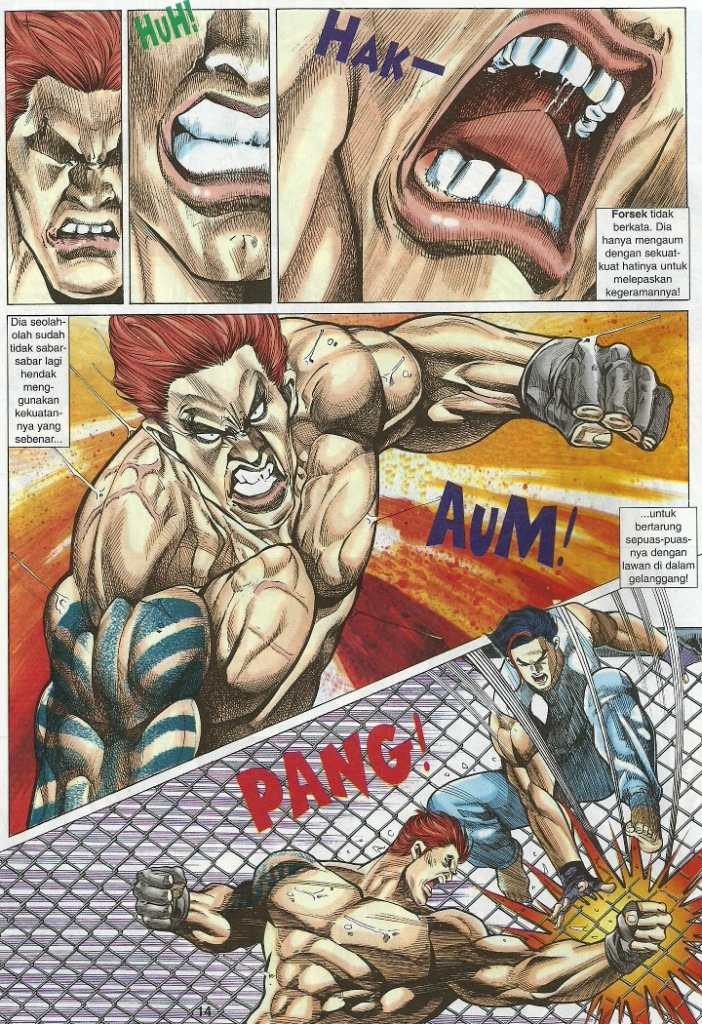 HUH!
HAK—
Forsek tidak
berkata. Dia
hanya mengaum
dengan sekuat-
kuat hatinya untuk
melepaskan
kegeramannya!
Dia seolah-
olah sudah
tidak sabar-
sabar lagi
hendak
meng-
gunakan
kekuatan-
nya yang
sebenar...
AUM!
...untuk
bertarung
sepuas-puas-
nya dengan
lawan di dalam
gelanggang!
PANG!
14